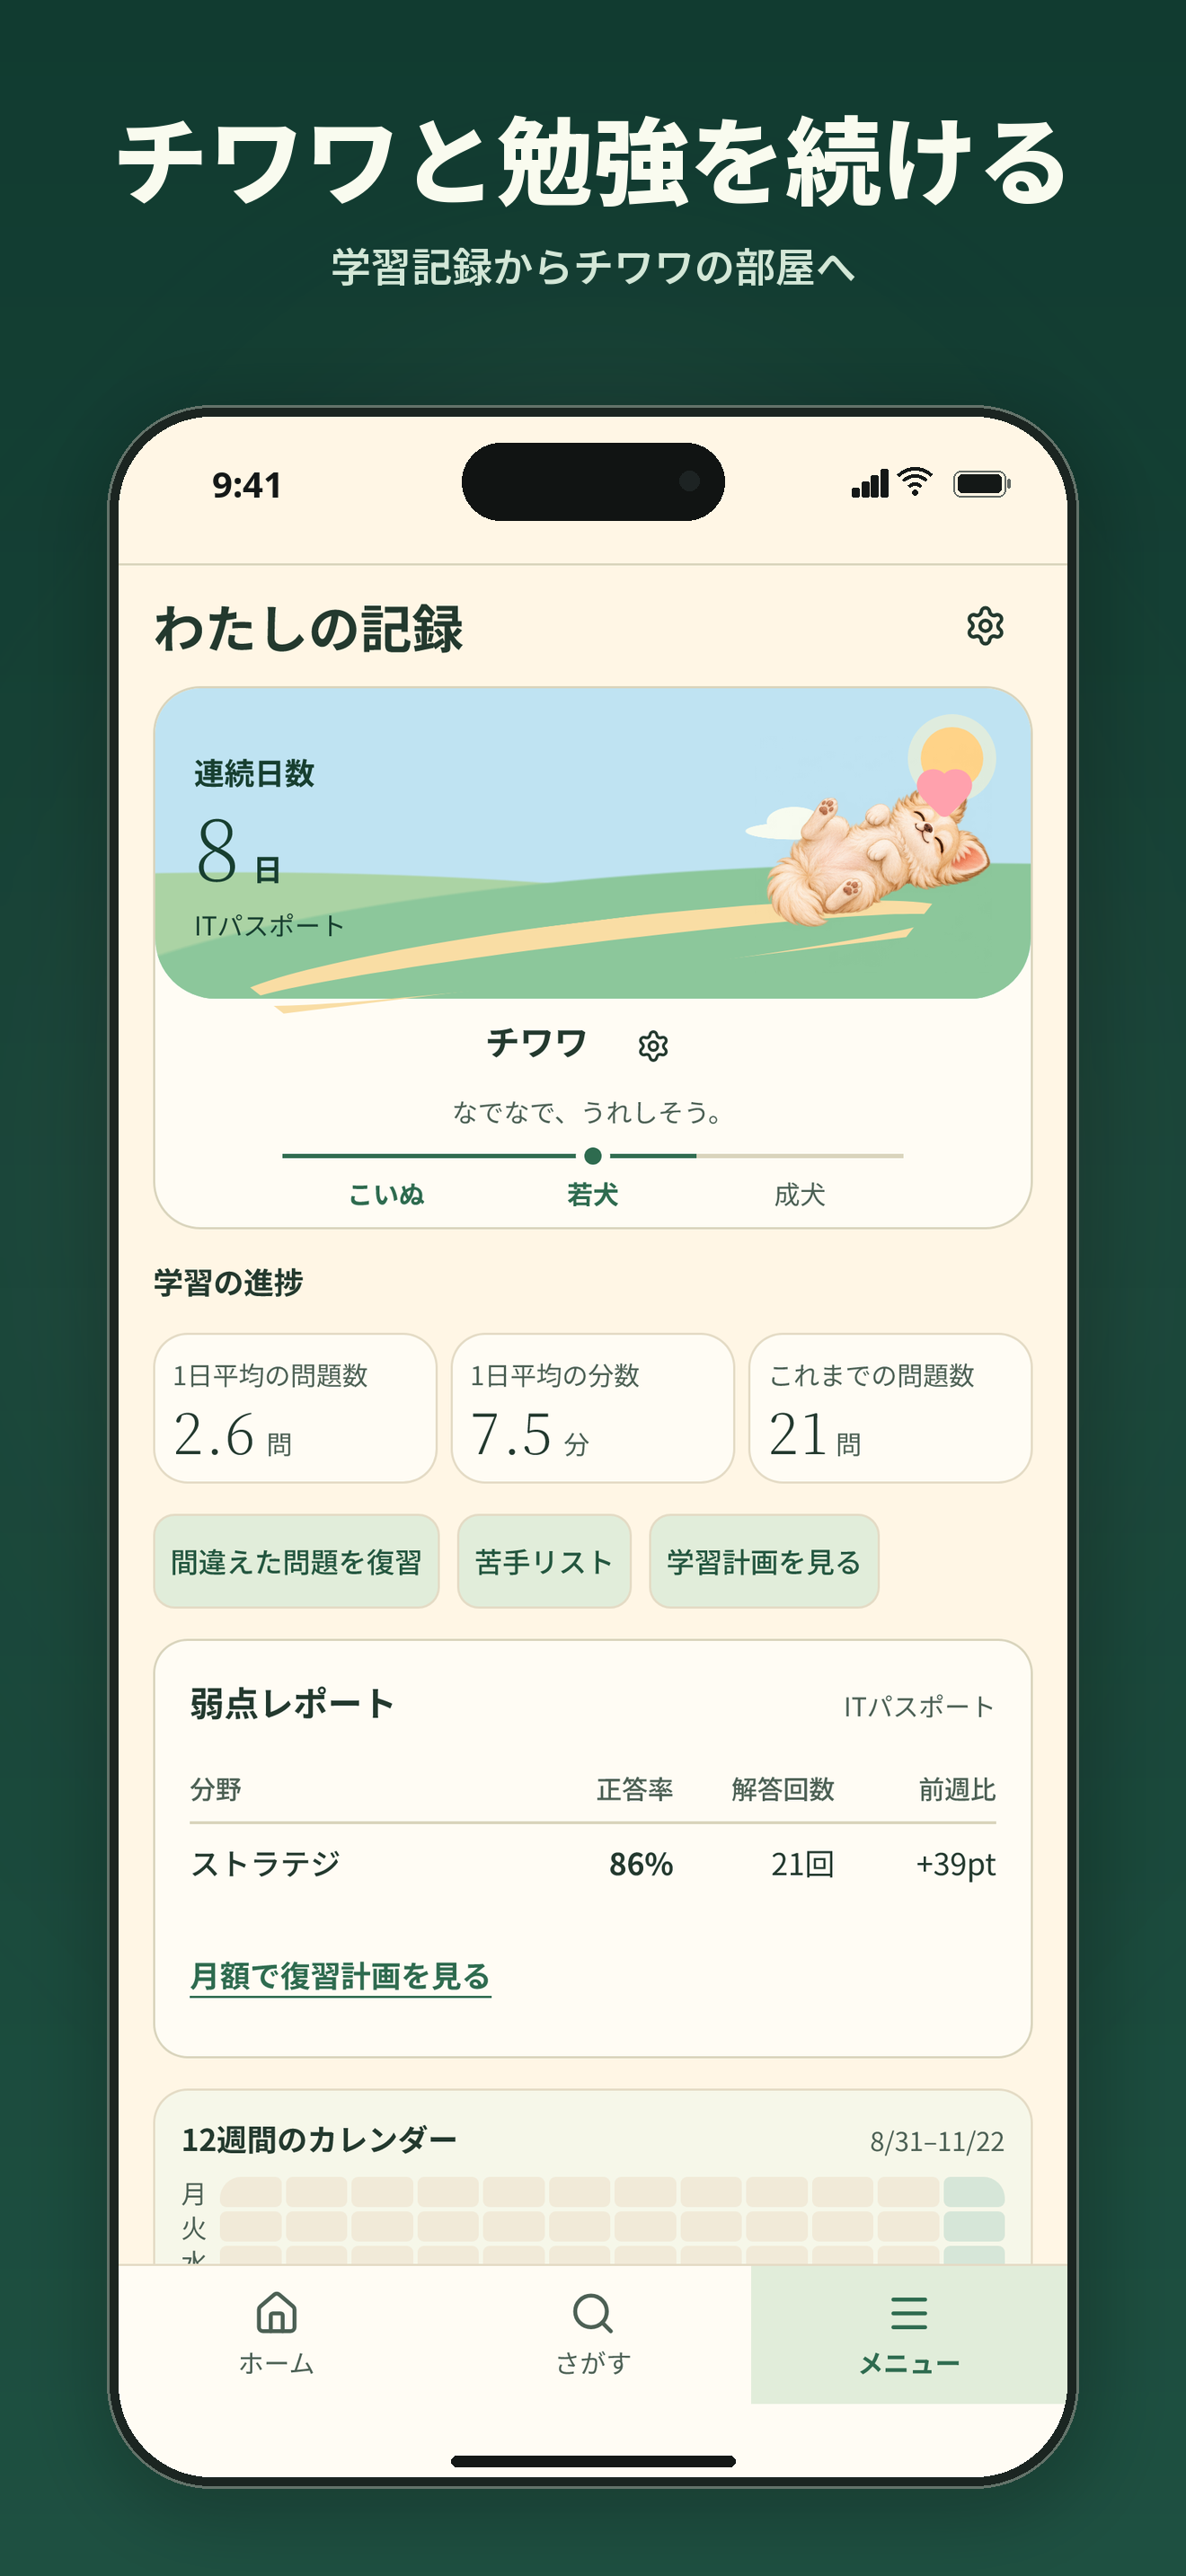 チワワと勉強を続ける
学習記録からチワワの部屋へ
9:41
わたしの記録
連続日数
8 日
ITパスポート
チワワ
なでなで、うれしそう。
こいぬ 若犬 成犬
学習の進捗
1日平均の問題数 1日平均の分数 これまでの問題数
2.6 問 7.5 分 21 問
間違えた問題を復習 苦手リスト 学習計画を見る
弱点レポート ITパスポート
分野 正答率 解答回数 前週比
ストラテジ 86% 21回 +39pt
月額で復習計画を見る
12週間のカレンダー 8/31–11/22
月
火
水
ホーム さがす メニュー